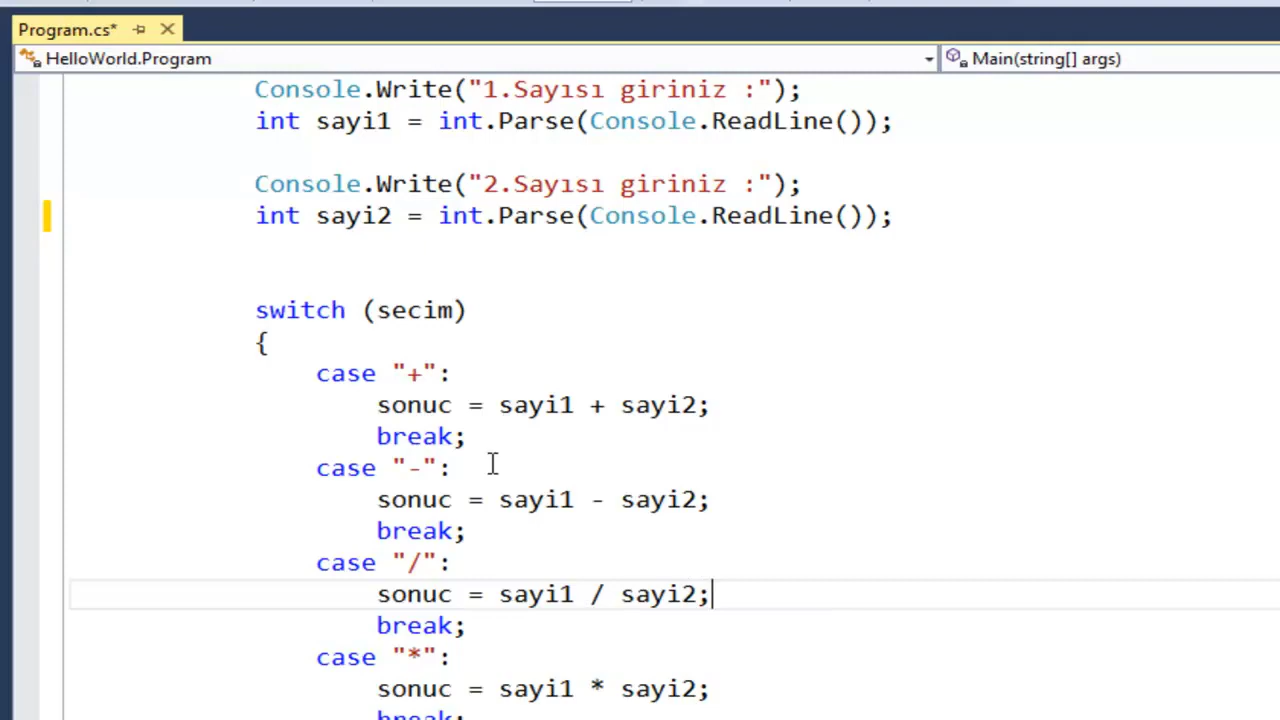 Program.cs*
HelloWorld.Program
Main(string[] args)
Console.Write("1.Sayısı giriniz :");
int sayi1 = int.Parse(Console.ReadLine());
Console.Write("2.Sayısı giriniz :");
int sayi2 = int.Parse(Console.ReadLine());
switch (secim)
{
case "+":
sonuc = sayi1 + sayi2;
break;
case "-":
sonuc = sayi1 - sayi2;
break;
case "/":
sonuc = sayi1 / sayi2;
break;
case "*":
sonuc = sayi1 * sayi2;
break;